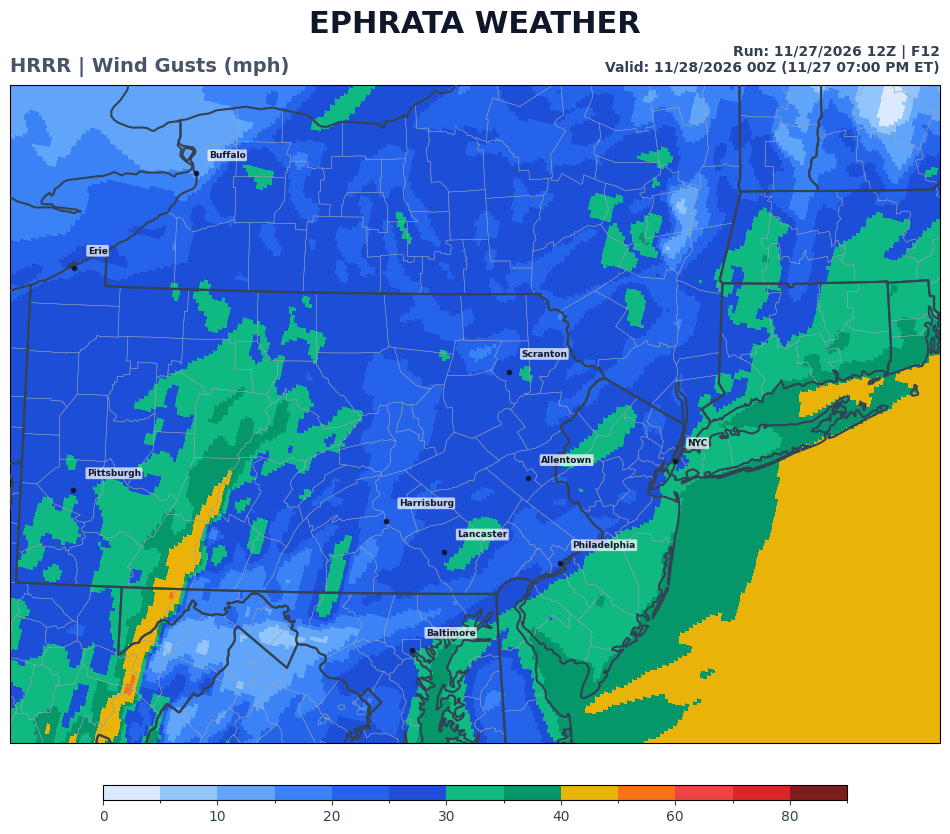 EPHRATA WEATHER
HRRR | Wind Gusts (mph)
Run: 11/27/2026 12Z | F12
Valid: 11/28/2026 00Z (11/27 07:00 PM ET)
Buffalo
Erie
Scranton
NYC
Allentown
Pittsburgh
Harrisburg
Lancaster
Philadelphia
Baltimore
0 10 20 30 40 50 60 70 80